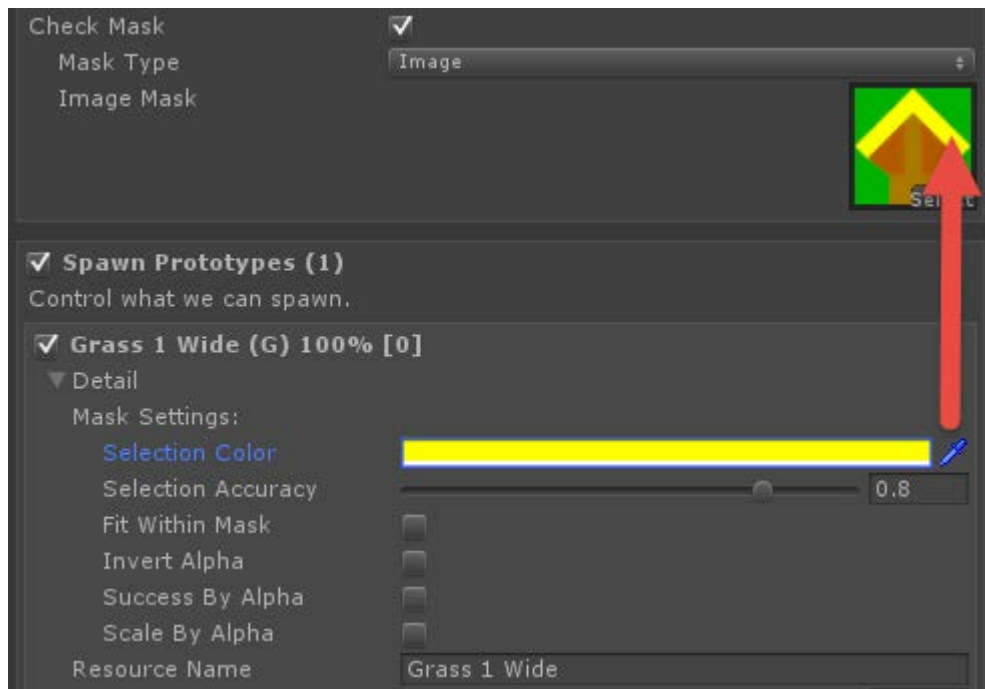 Check Mask
Mask Type Image
Image Mask
Spawn Prototypes (1)
Control what we can spawn.
Grass 1 Wide (G) 100% [0]
Detail
Mask Settings:
Selection Color
Selection Accuracy 0.8
Fit Within Mask
Invert Alpha
Success By Alpha
Scale By Alpha
Resource Name Grass 1 Wide